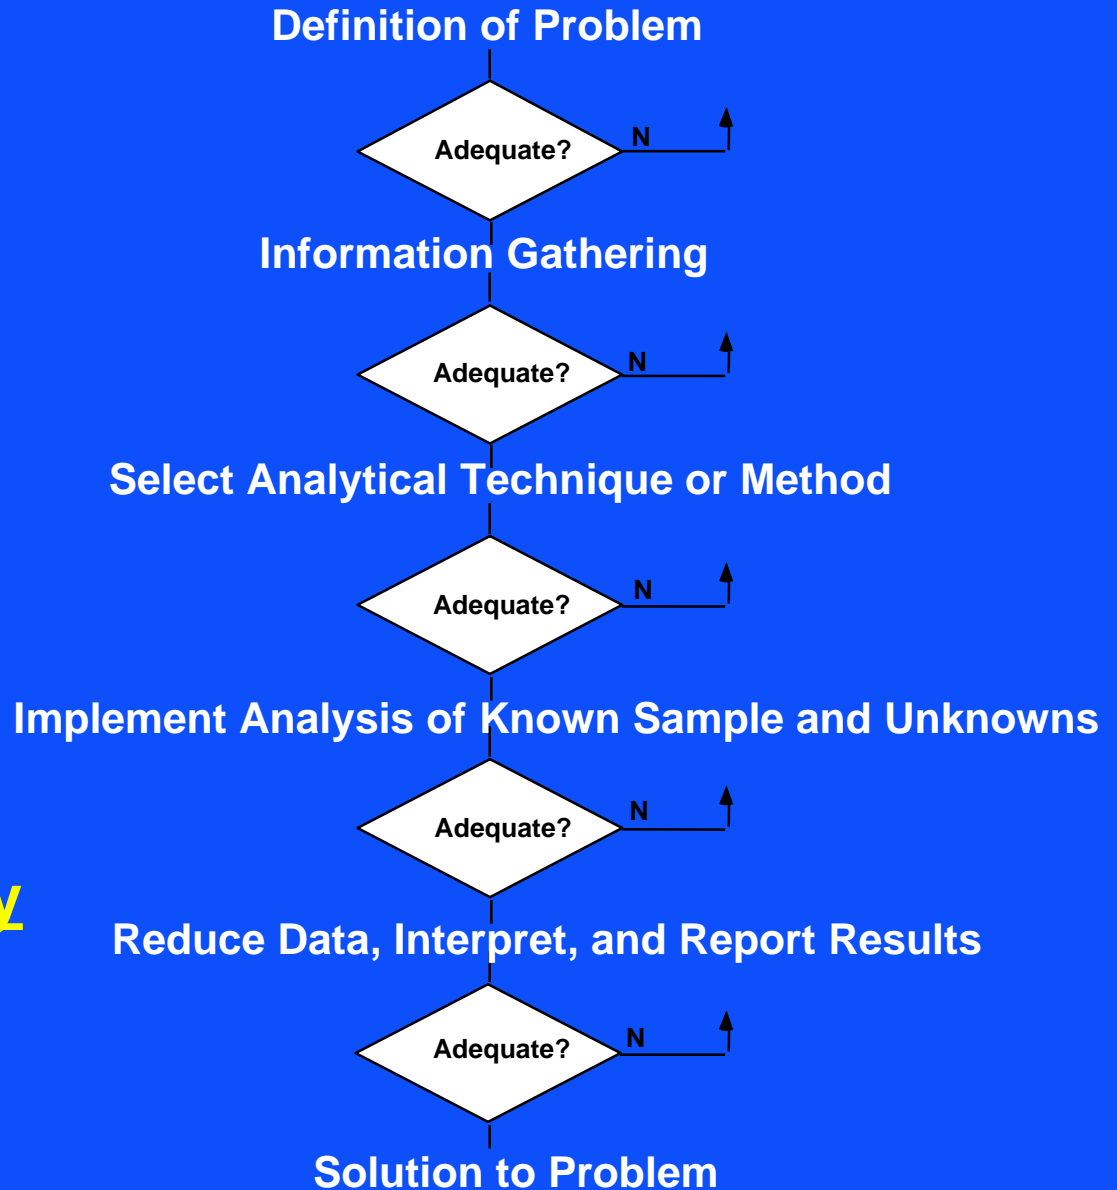 Definition of Problem
Adequate?
N
Information Gathering
Adequate?
N
Select Analytical Technique or Method
Adequate?
N
Implement Analysis of Known Sample and Unknowns
Adequate?
N
y
Reduce Data, Interpret, and Report Results
Adequate?
N
Solution to Problem